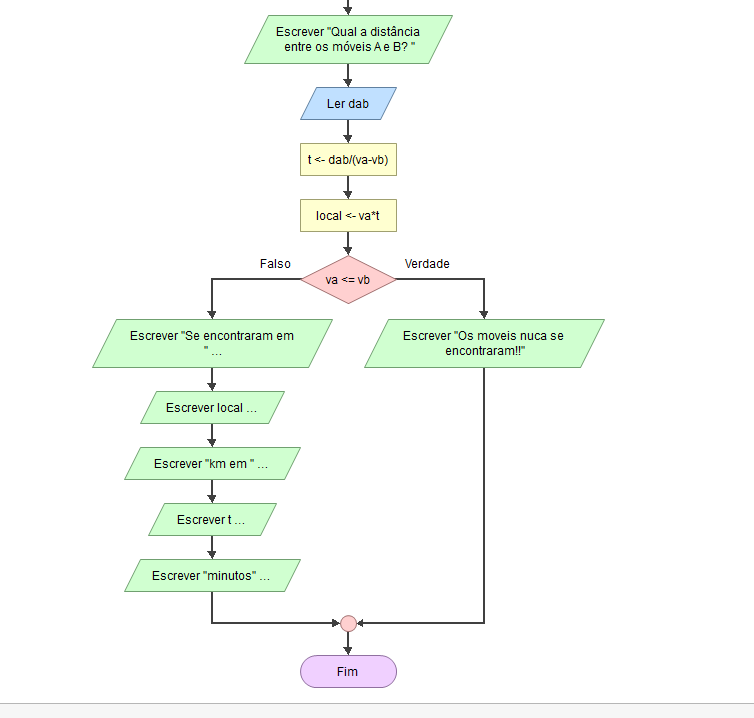 Escrever "Qual a distância
entre os móveis A e B? "
Ler dab
t <- dab/(va-vb)
local <- va*t
Falso
Verdade
va <= vb
Escrever "Se encontraram em
" ...
Escrever "Os moveis nuca se
encontraram!!"
Escrever local ...
Escrever "km em " ...
Escrever t ...
Escrever "minutos" ...
Fim